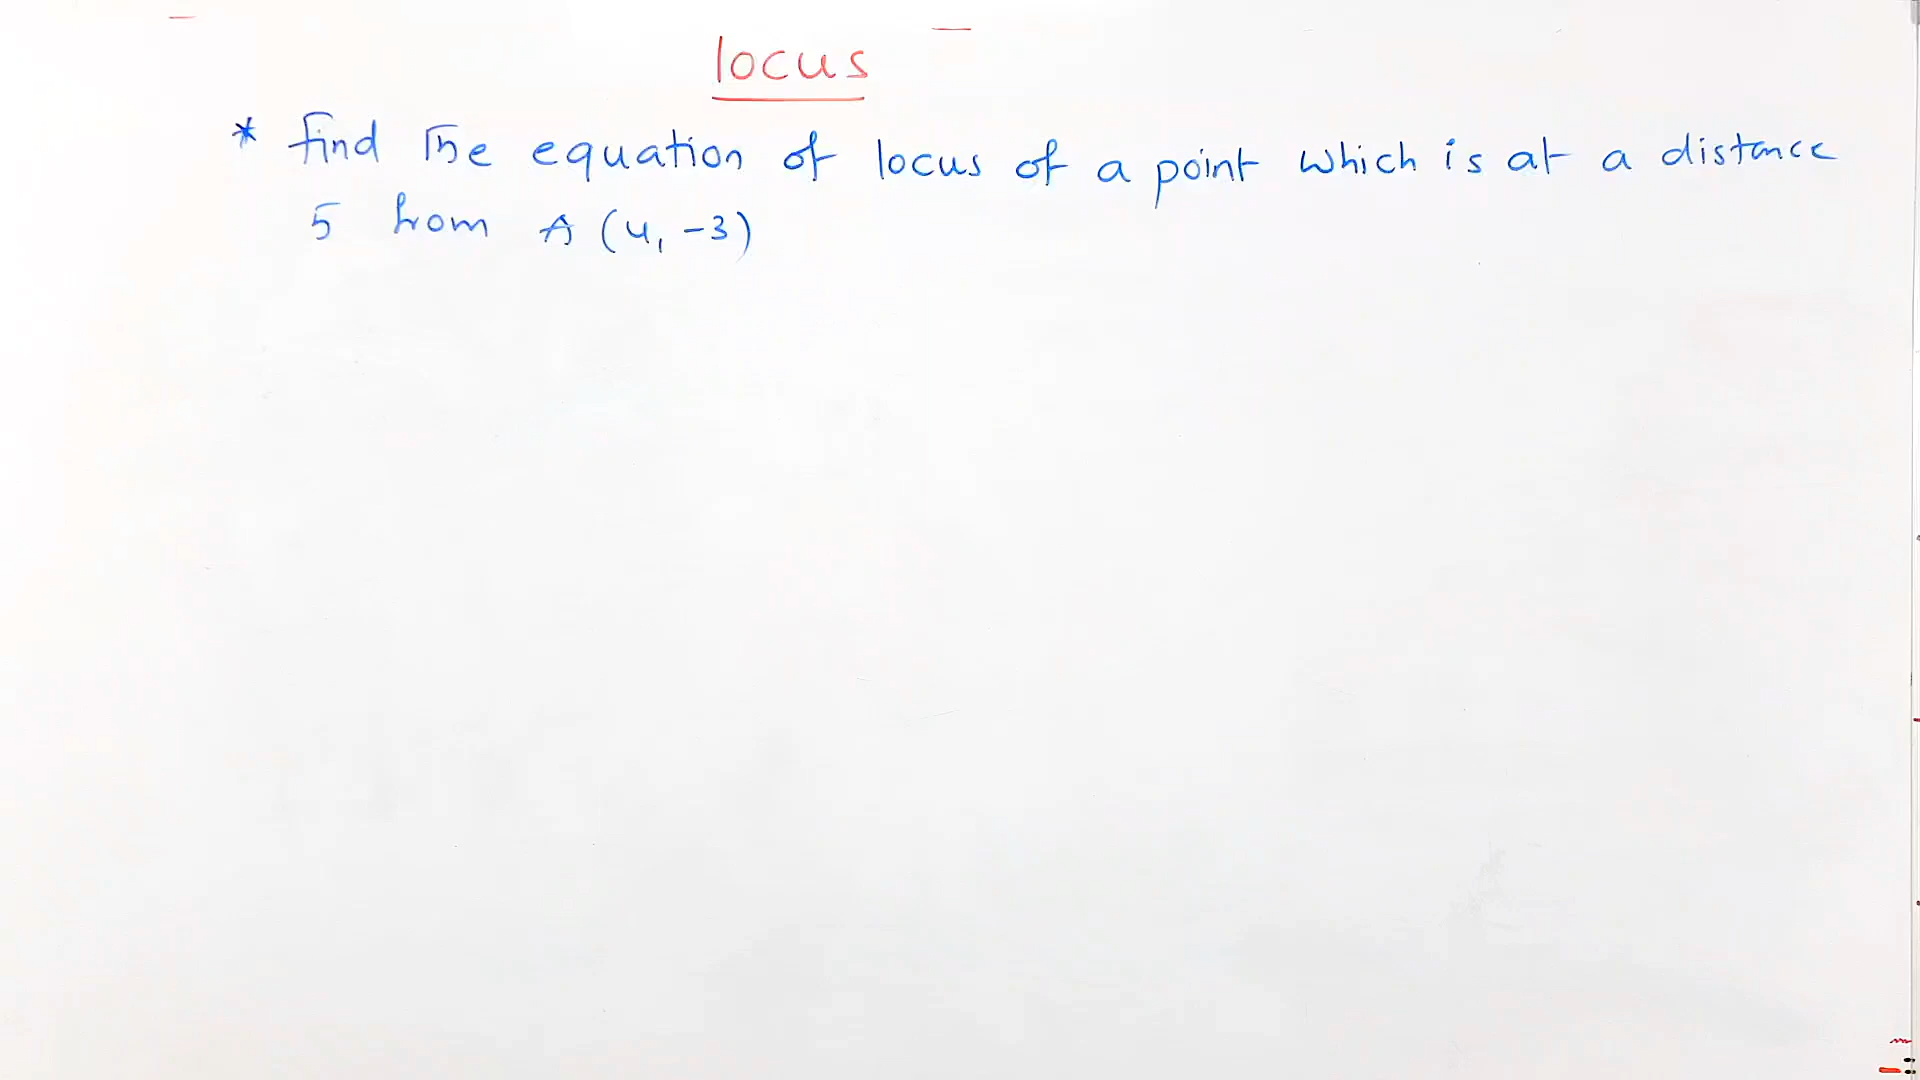 locus
* find The equation of locus of a point which is at a distance
5 from A (4, -3)